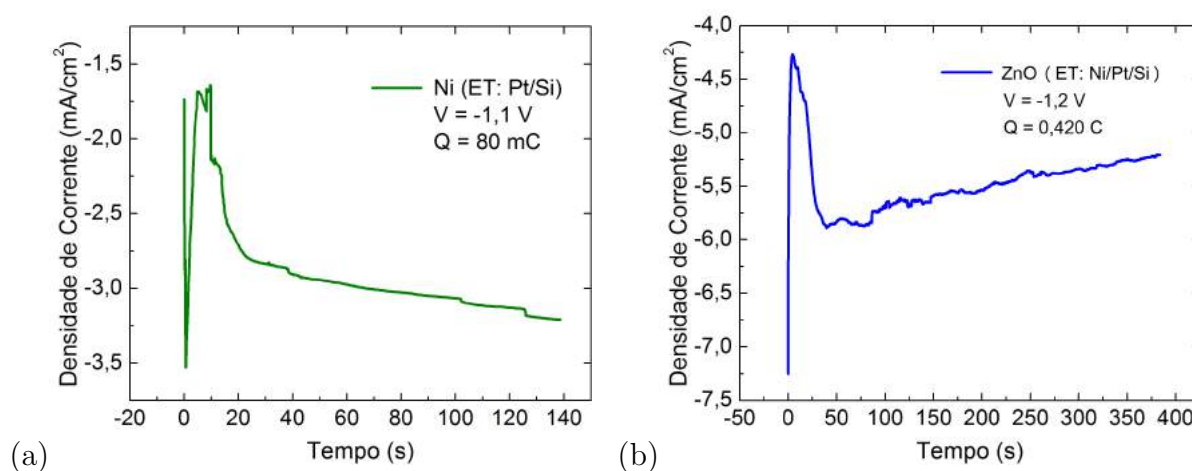 -1,5
-2,0
-2,5
-3,0
-3,5
Densidade de Corrente (mA/cm²)
Ni (ET: Pt/Si)
V = -1,1 V
Q = 80 mC
-20 0 20 40 60 80 100 120 140
Tempo (s)
(a)
-4,0
-4,5
-5,0
-5,5
-6,0
-6,5
-7,0
-7,5
Densidade de Corrente (mA/cm²)
ZnO (ET: Ni/Pt/Si)
V = -1,2 V
Q = 0,420 C
-50 0 50 100 150 200 250 300 350 400
Tempo (s)
(b)